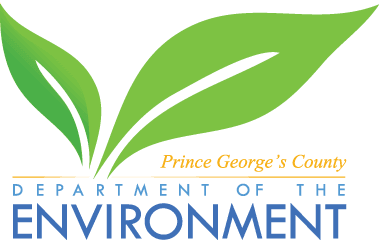 Prince George's County
DEPARTMENT OF THE
ENVIRONMENT